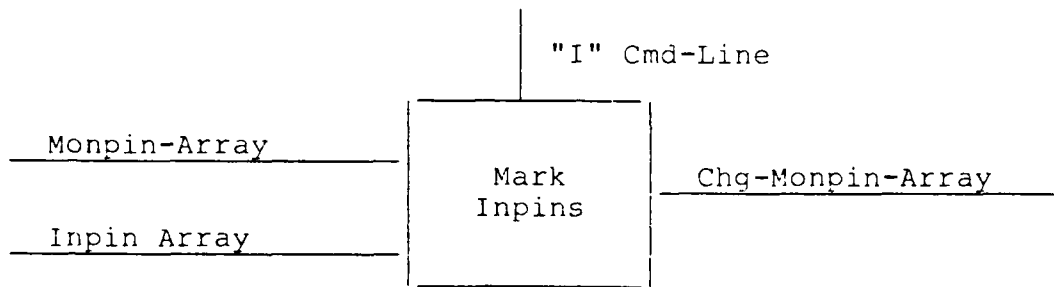 "I" Cmd-Line
Monpin-Array
Mark
Inpins
Chg-Monpin-Array
Inpin Array